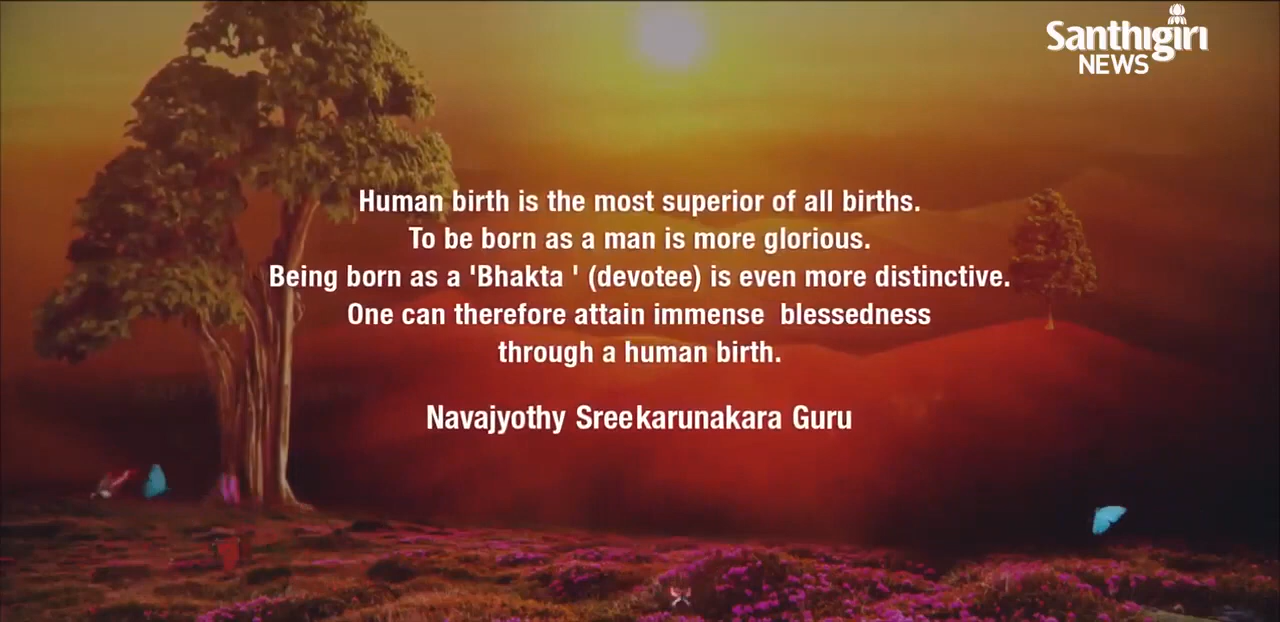 Santhigiri
NEWS
Human birth is the most superior of all births.
To be born as a man is more glorious.
Being born as a 'Bhakta ' (devotee) is even more distinctive.
One can therefore attain immense  blessedness
through a human birth.
Navajyothy Sreekarunakara Guru